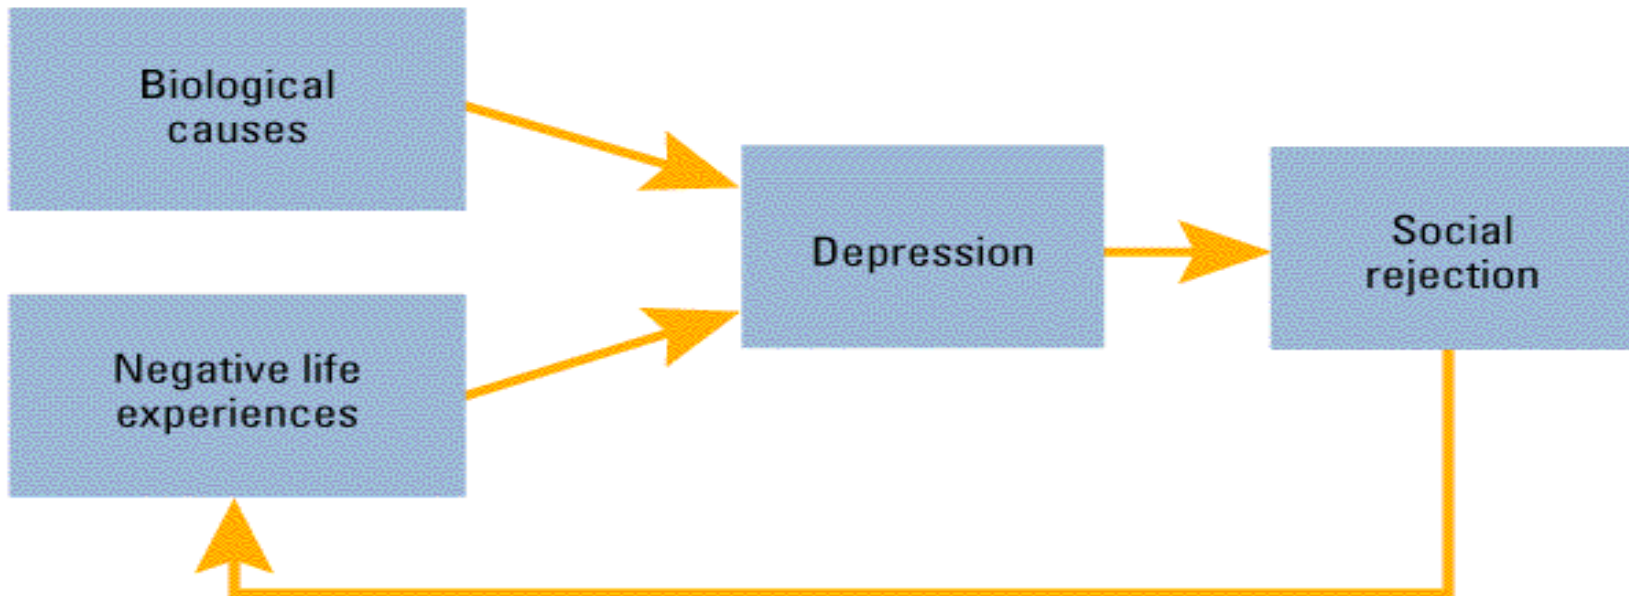 Biological
causes
Negative life
experiences
Depression
Social
rejection